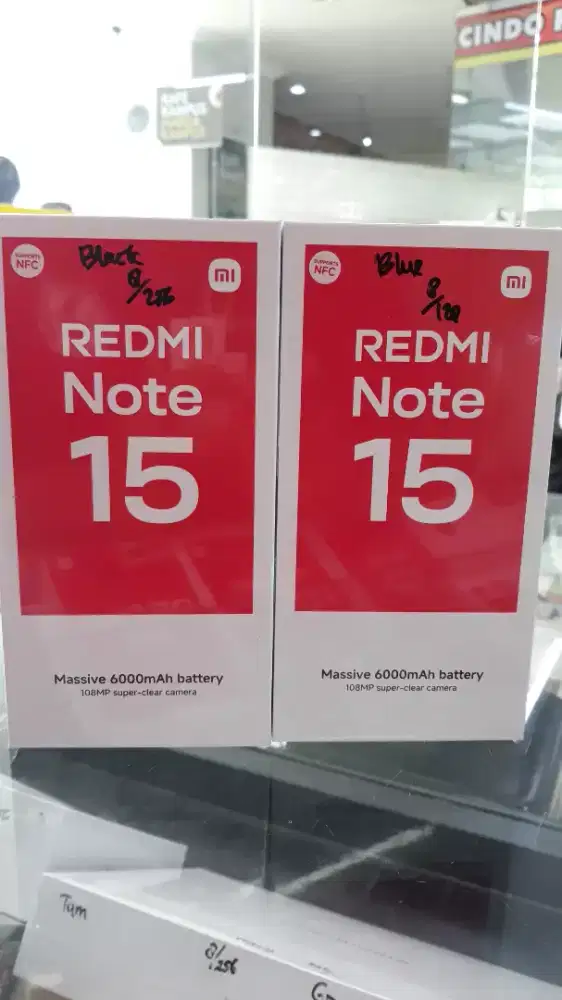 CINDO
SUPPORTS
NFC
Black
8/256
mi
REDMI
Note
15
Massive 6000mAh battery
108MP super-clear camera
SUPPORTS
NFC
Blue
8/128
mi
REDMI
Note
15
Massive 6000mAh battery
108MP super-clear camera
8/256